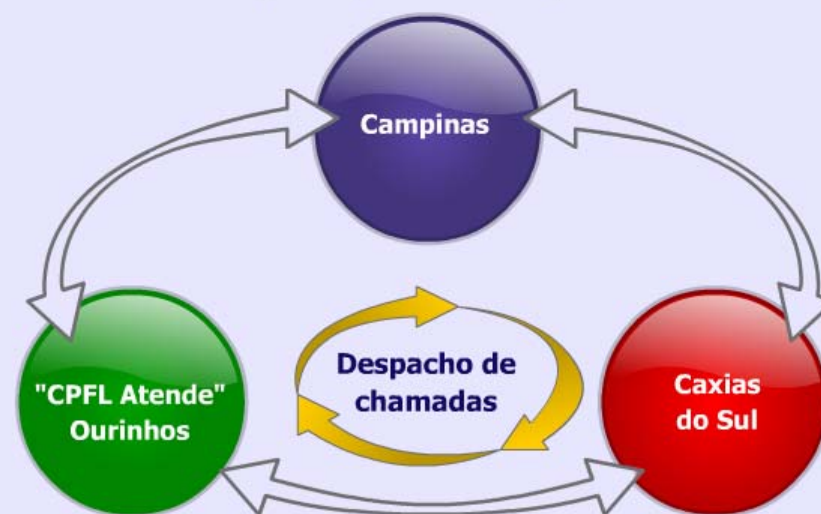 Campinas
"CPFL Atende"
Ourinhos
Despacho de
chamadas
Caxias
do Sul